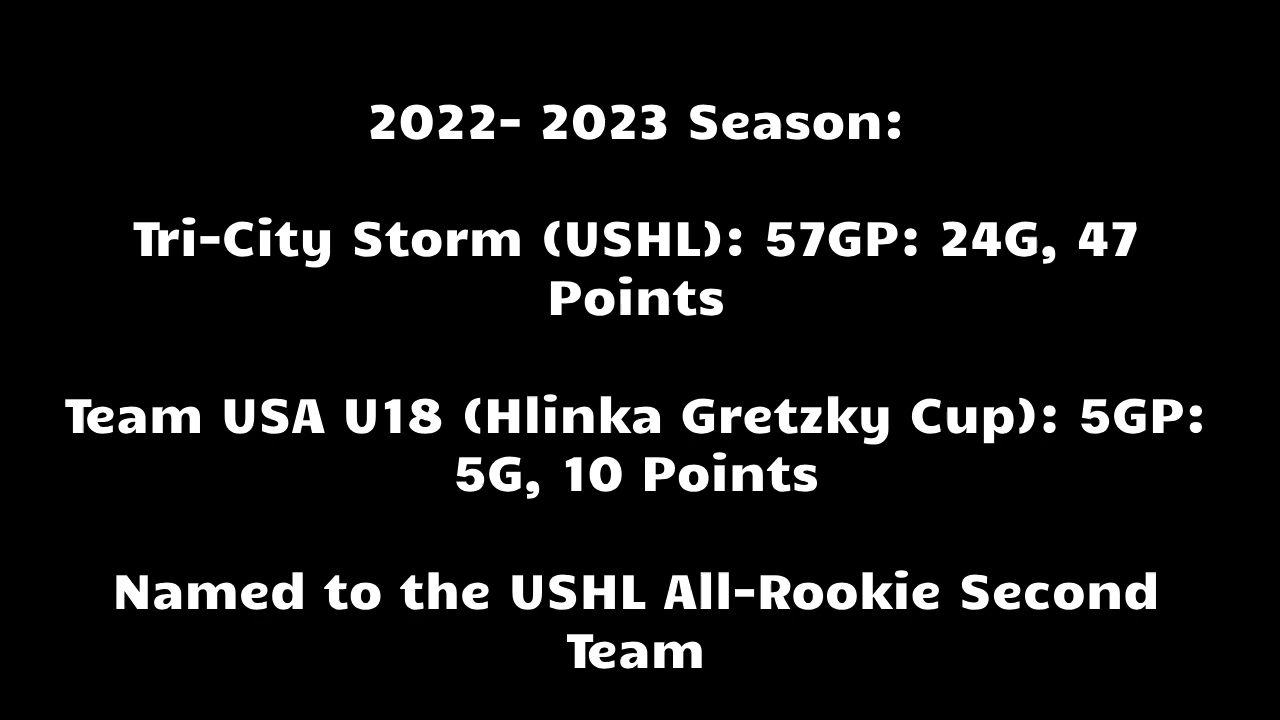 2022- 2023 Season:
Tri-City Storm (USHL): 57GP: 24G, 47
Points
Team USA U18 (Hlinka Gretzky Cup): 5GP:
5G, 10 Points
Named to the USHL All-Rookie Second
Team